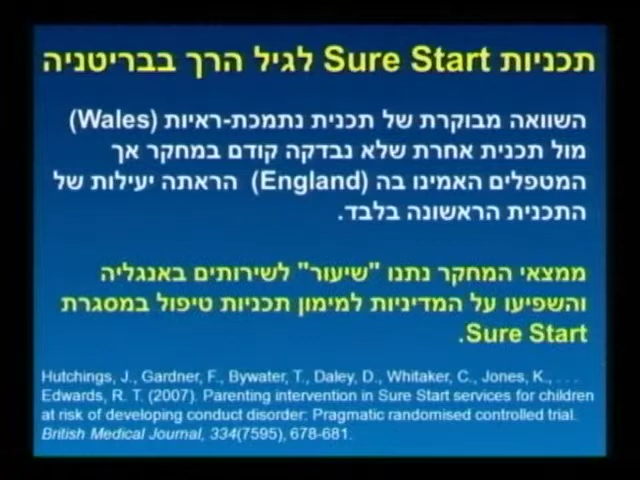 תכניות Sure Start לגיל הרך בבריטניה
השוואה מבוקרת של תכנית נתמכת-ראיות (Wales)
מול תכנית אחרת שלא נבדקה קודם במחקר אך
המטפלים האמינו בה (England) הראתה יעילות של
התכנית הראשונה בלבד.
ממצאי המחקר נתנו "שיעור" לשירותים באנגליה
והשפיעו על המדיניות למימון תכניות טיפול במסגרת
Sure Start.
Hutchings, J., Gardner, F., Bywater, T., Daley, D., Whitaker, C., Jones, K., . . .
Edwards, R. T. (2007). Parenting intervention in Sure Start services for children
at risk of developing conduct disorder: Pragmatic randomised controlled trial.
British Medical Journal, 334(7595), 678-681.